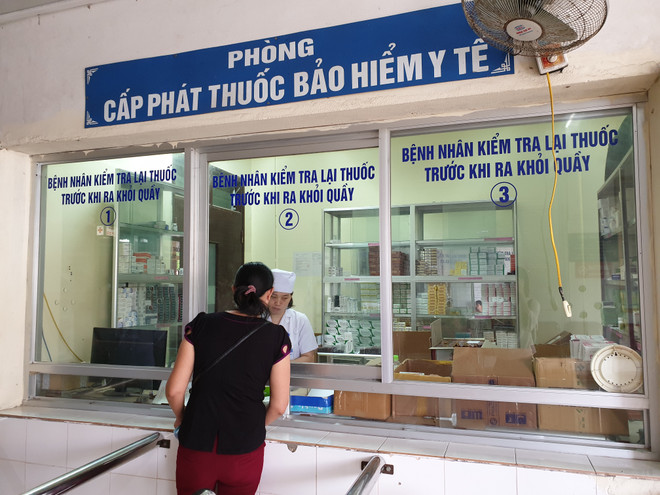 PHÒNG
CẤP PHÁT THUỐC BẢO HIỂM Y TẾ
BỆNH NHÂN KIỂM TRA LẠI THUỐC
TRƯỚC KHI RA KHỎI QUẦY
1
BỆNH NHÂN KIỂM TRA LẠI THUỐC
TRƯỚC KHI RA KHỎI QUẦY
2
BỆNH NHÂN KIỂM TRA LẠI THUỐC
TRƯỚC KHI RA KHỎI QUẦY
3